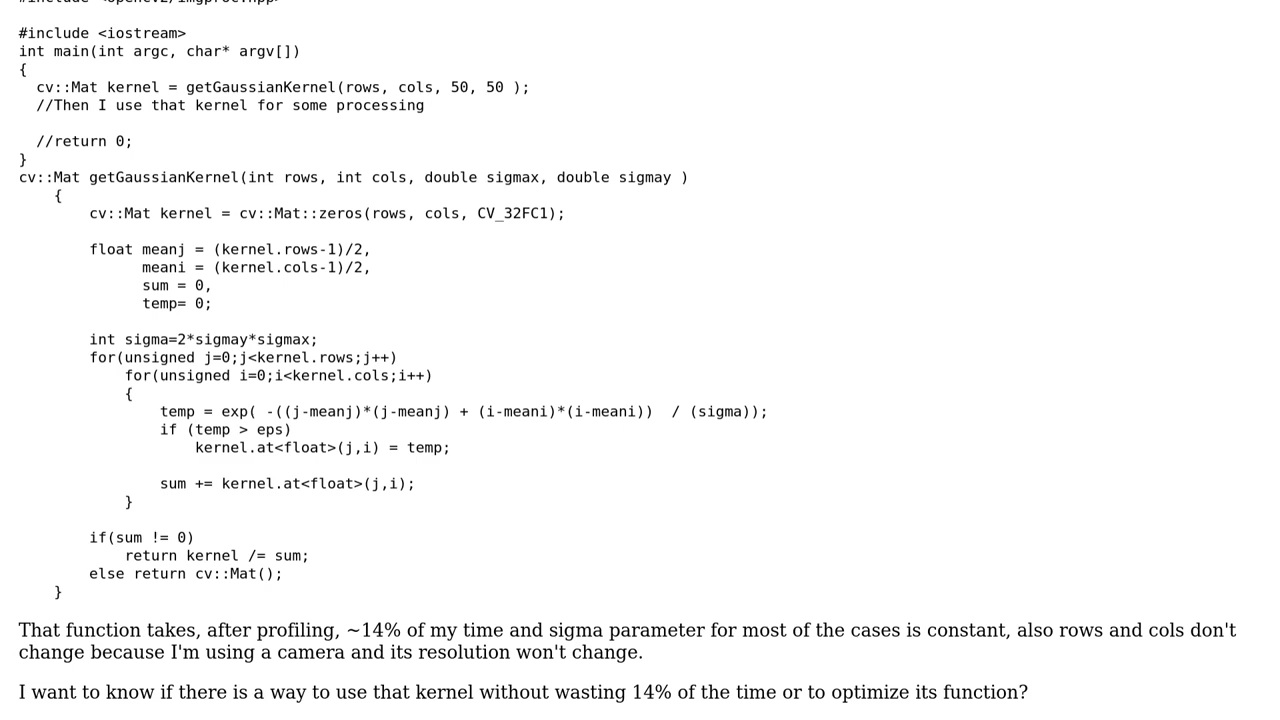 #include <opencv2/imgproc.hpp>
#include <iostream>
int main(int argc, char* argv[])
{
cv::Mat kernel = getGaussianKernel(rows, cols, 50, 50 );
//Then I use that kernel for some processing
//return 0;
}
cv::Mat getGaussianKernel(int rows, int cols, double sigmax, double sigmay )
{
cv::Mat kernel = cv::Mat::zeros(rows, cols, CV_32FC1);
float meanj = (kernel.rows-1)/2,
meani = (kernel.cols-1)/2,
sum = 0,
temp= 0;
int sigma=2*sigmay*sigmax;
for(unsigned j=0;j<kernel.rows;j++)
for(unsigned i=0;i<kernel.cols;i++)
{
temp = exp( -((j-meanj)*(j-meanj) + (i-meani)*(i-meani))  / (sigma));
if (temp > eps)
kernel.at<float>(j,i) = temp;
sum += kernel.at<float>(j,i);
}
if(sum != 0)
return kernel /= sum;
else return cv::Mat();
}
That function takes, after profiling, ~14% of my time and sigma parameter for most of the cases is constant, also rows and cols don't
change because I'm using a camera and its resolution won't change.
I want to know if there is a way to use that kernel without wasting 14% of the time or to optimize its function?